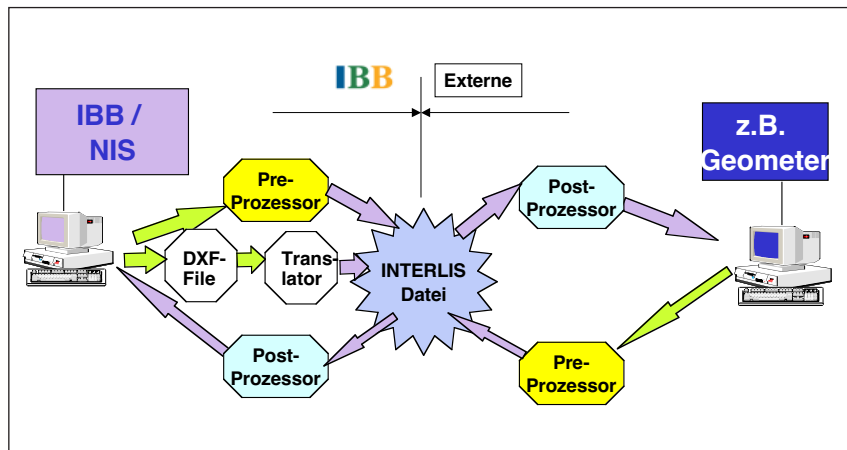 IBB
Externe
IBB /
NIS
z.B.
Geometer
Pre-
Prozessor
Post-
Prozessor
DXF-
File
Trans-
lator
INTERLIS
Datei
Post-
Prozessor
Pre-
Prozessor